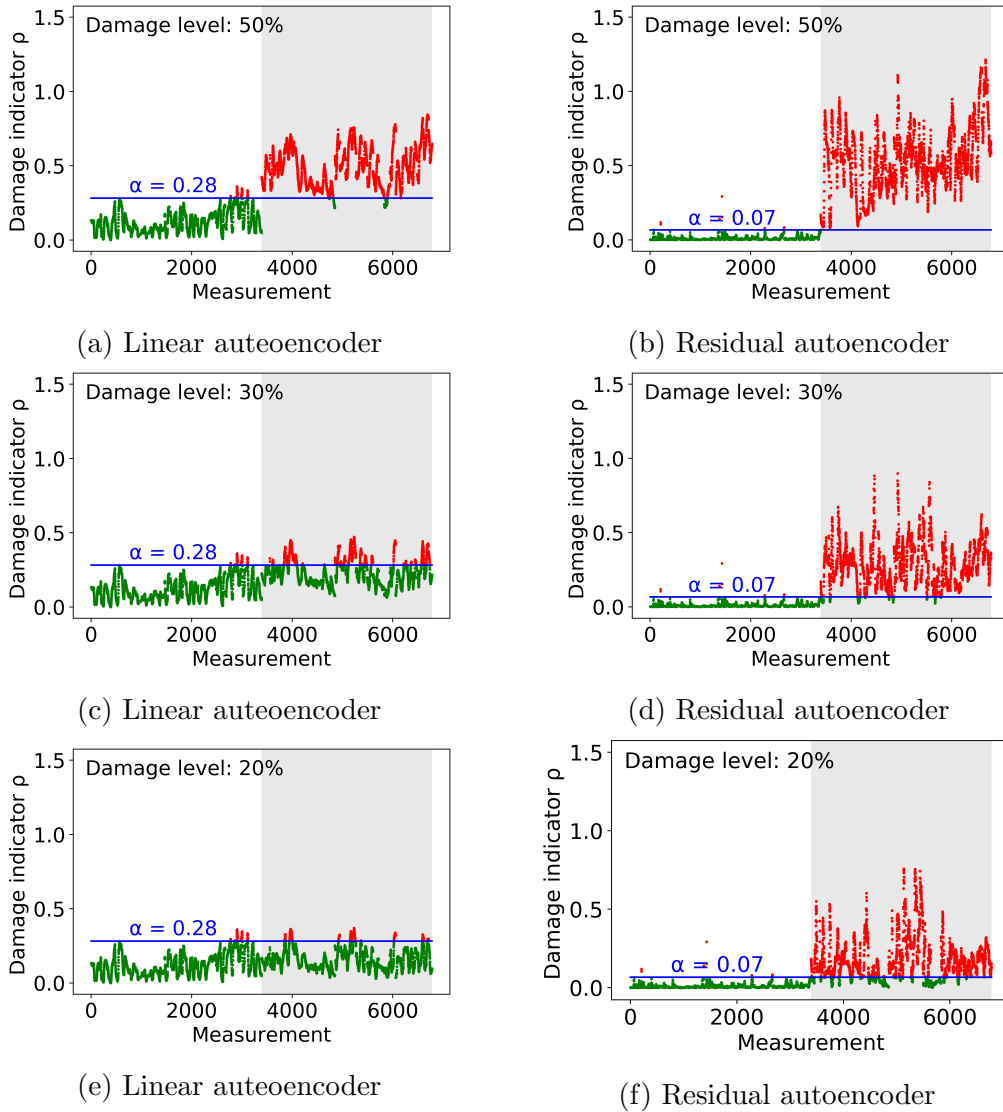 1.5
Damage level: 50%
1.0
0.5
α = 0.28
0.0
0 2000 4000 6000
Measurement
Damage indicator ρ
(a) Linear auteoencoder
1.5
Damage level: 50%
1.0
0.5
α = 0.07
0.0
0 2000 4000 6000
Measurement
Damage indicator ρ
(b) Residual autoencoder
1.5
Damage level: 30%
1.0
0.5
α = 0.28
0.0
0 2000 4000 6000
Measurement
Damage indicator ρ
(c) Linear auteoencoder
1.5
Damage level: 30%
1.0
0.5
α = 0.07
0.0
0 2000 4000 6000
Measurement
Damage indicator ρ
(d) Residual autoencoder
1.5
Damage level: 20%
1.0
0.5
α = 0.28
0.0
0 2000 4000 6000
Measurement
Damage indicator ρ
(e) Linear auteoencoder
1.5
Damage level: 20%
1.0
0.5
α = 0.07
0.0
0 2000 4000 6000
Measurement
Damage indicator ρ
(f) Residual autoencoder